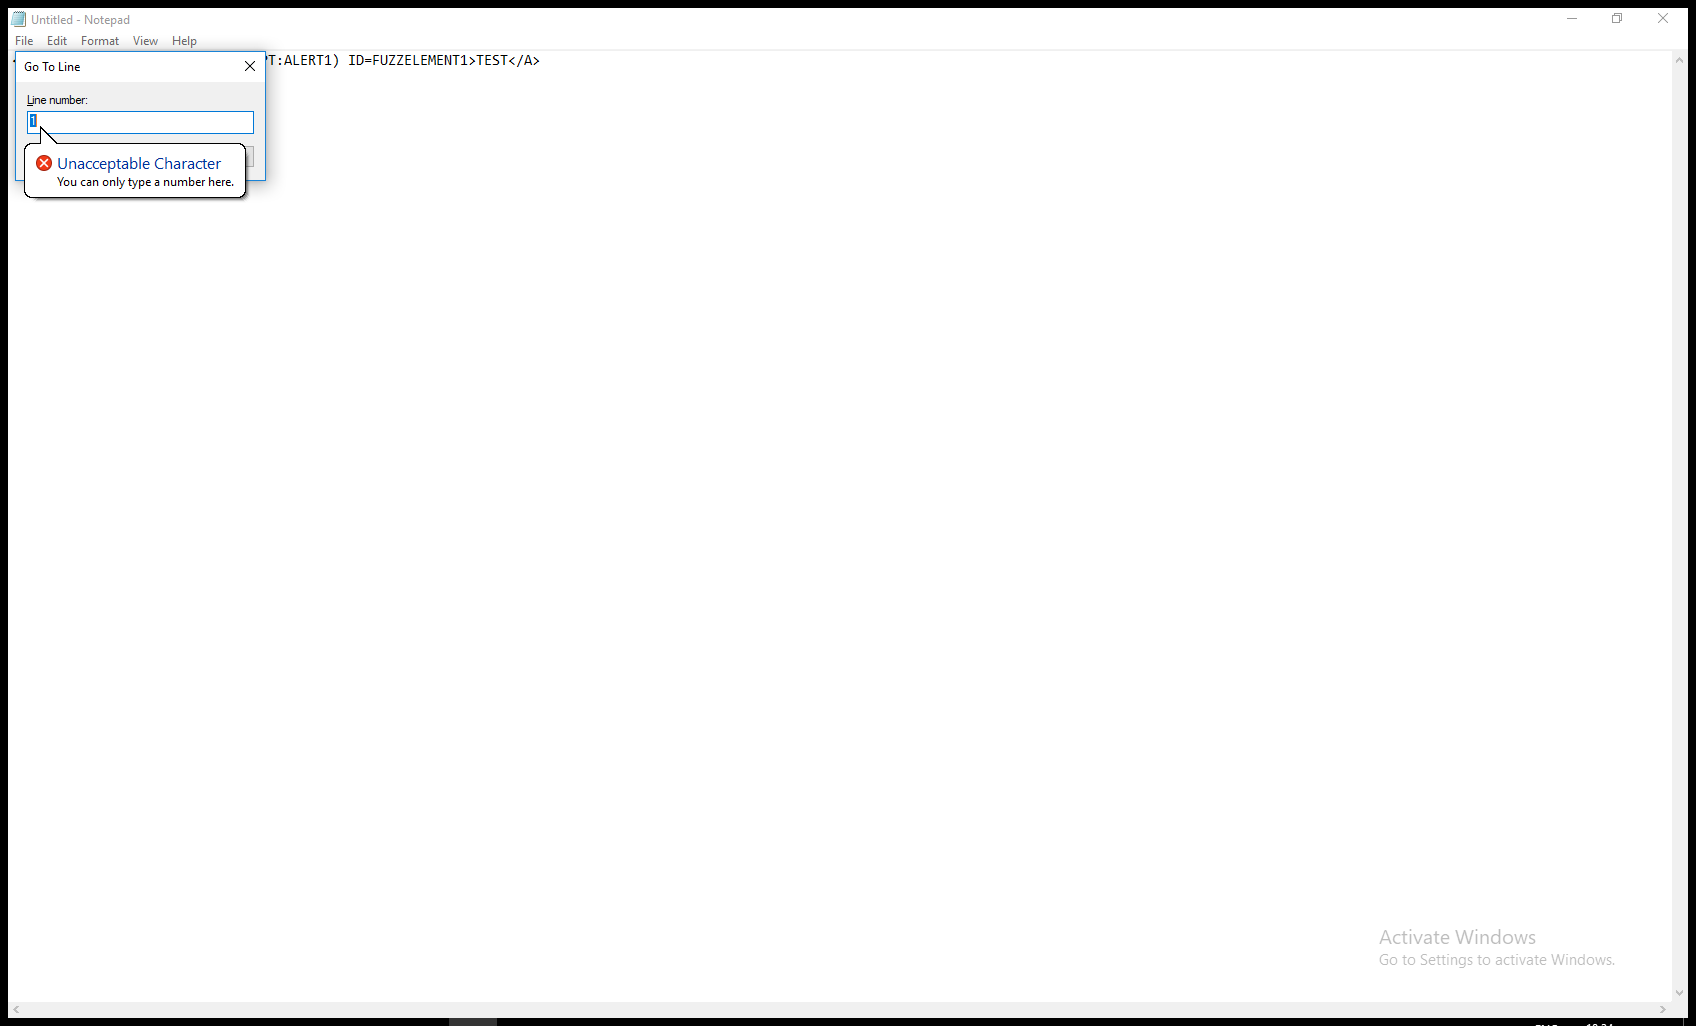 Untitled - Notepad
File Edit Format View Help
T:ALERT1) ID=FUZZELEMENT1>TEST</A>
Go To Line
Line number:
1
Unacceptable Character
You can only type a number here.
Activate Windows
Go to Settings to activate Windows.